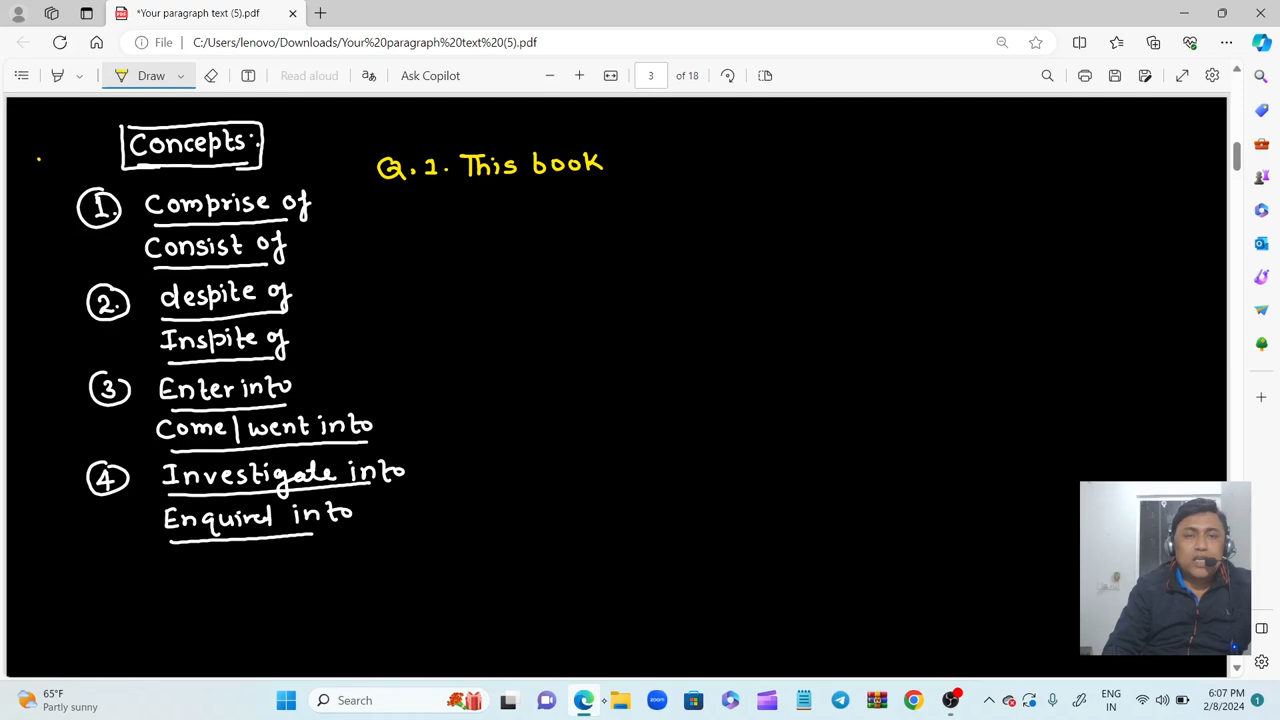 *Your paragraph text (5).pdf
File
C:/Users/lenovo/Downloads/Your%20paragraph%20text%20(5).pdf
Draw
Read aloud
Ask Copilot
3 of 18
Concepts:
Q.1. This book
1. Comprise of
Consist of
2. despite of
Inspite of
3 Enter into
Come/went into
4 Investigate into
Enquired into
65°F
Partly sunny
Search
zoom
ENG
IN
6:07 PM
2/8/2024
1